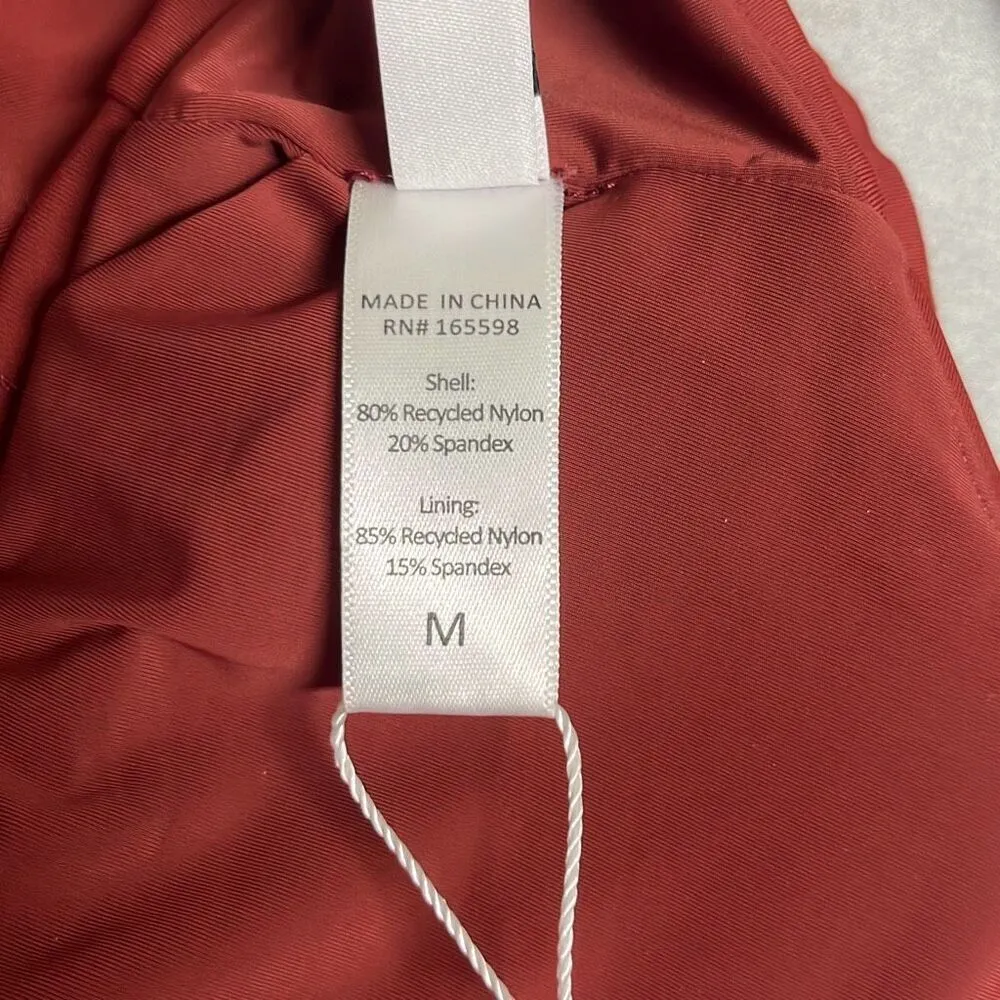 MADE IN CHINA
RN# 165598
Shell:
80% Recycled Nylon
20% Spandex
Lining:
85% Recycled Nylon
15% Spandex
M